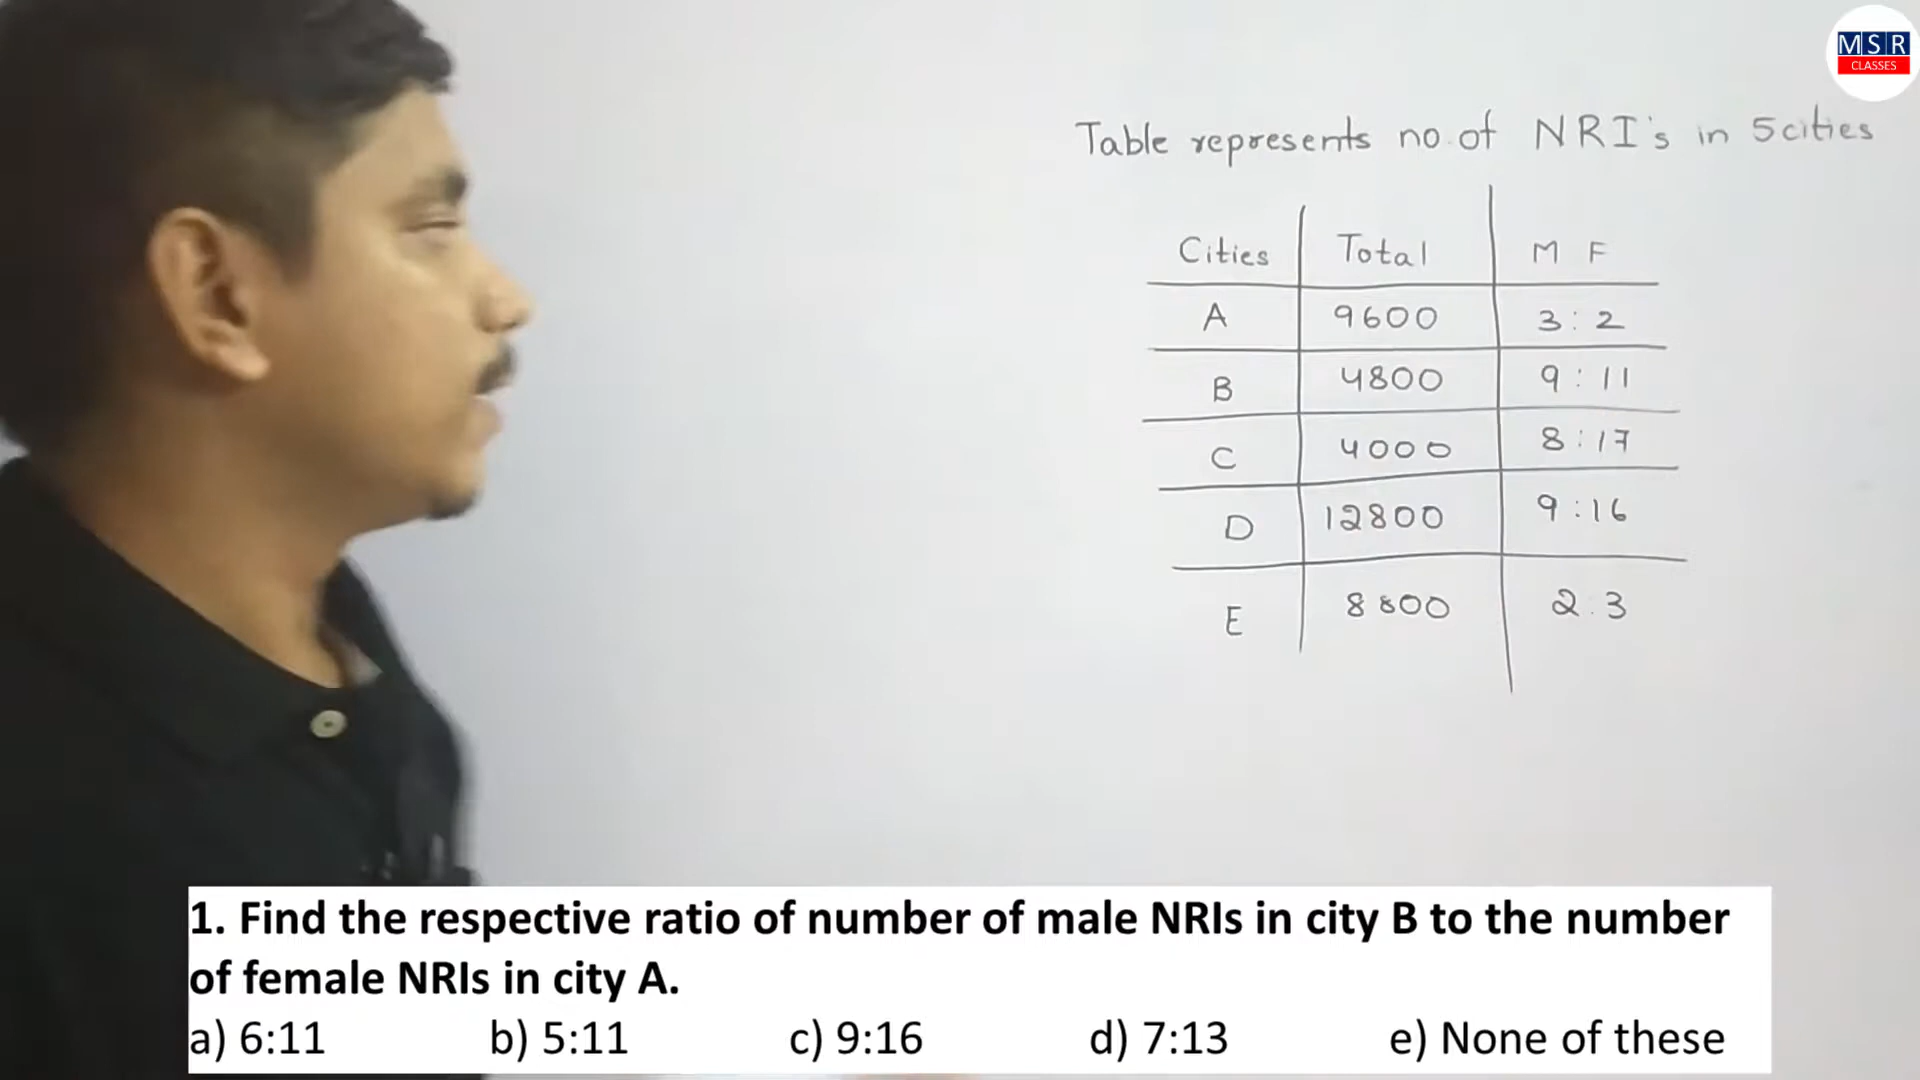 MSR
CLASSES
Table represents no. of NRI's in 5 cities
Cities Total M F
A 9600 3:2
B 4800 9:11
C 4000 8:17
D 12800 9:16
E 8800 2:3
1. Find the respective ratio of number of male NRIs in city B to the number
of female NRIs in city A.
a) 6:11 b) 5:11 c) 9:16 d) 7:13 e) None of these